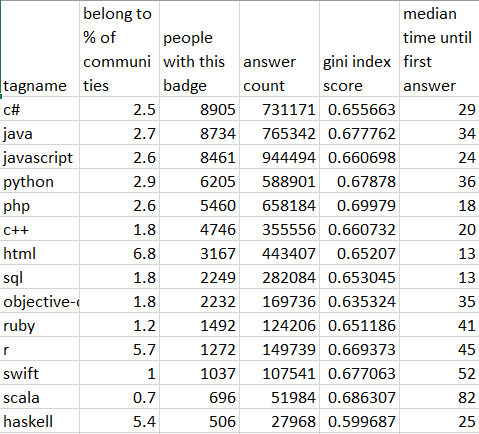 tagname belong to % of communi ties people with this badge answer count gini index score median time until first answer
c# 2.5 8905 731171 0.655663 29
java 2.7 8734 765342 0.677762 34
javascript 2.6 8461 944494 0.660698 24
python 2.9 6205 588901 0.67878 36
php 2.6 5460 658184 0.69979 18
c++ 1.8 4746 355556 0.660732 20
html 6.8 3167 443407 0.65207 13
sql 1.8 2249 282084 0.653045 13
objective-c 1.8 2232 169736 0.635324 35
ruby 1.2 1492 124206 0.651186 41
r 5.7 1272 149739 0.669373 45
swift 1 1037 107541 0.677063 52
scala 0.7 696 51984 0.686307 82
haskell 5.4 506 27968 0.599687 25